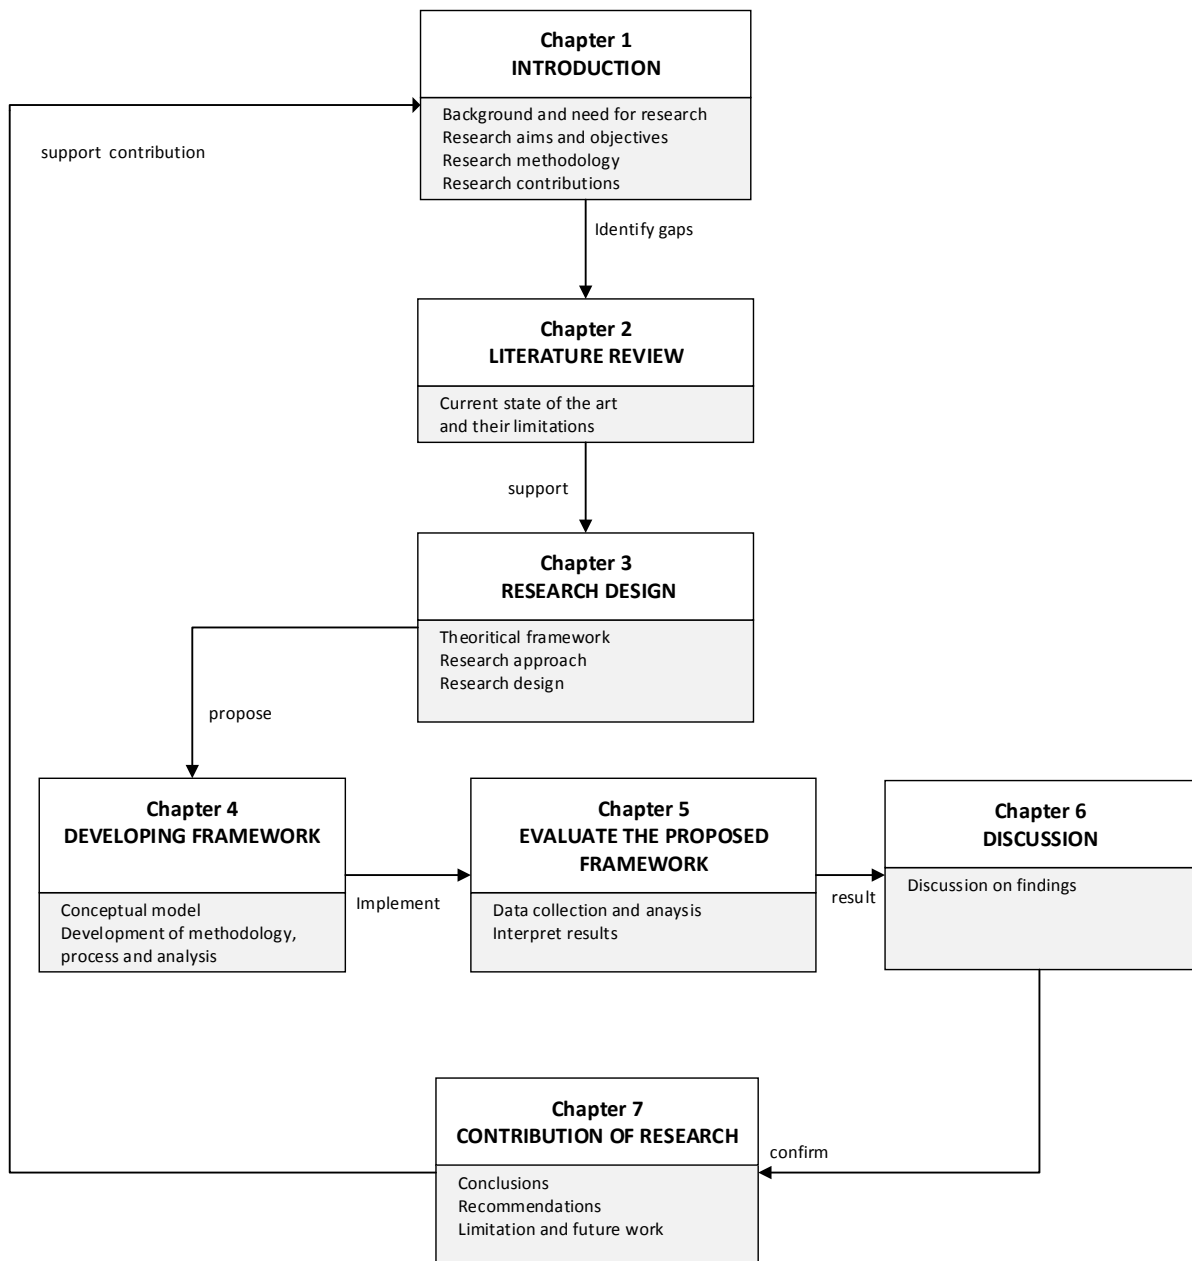 Chapter 1
INTRODUCTION
Background and need for research
Research aims and objectives
Research methodology
Research contributions
support contribution
Identify gaps
Chapter 2
LITERATURE REVIEW
Current state of the art
and their limitations
support
Chapter 3
RESEARCH DESIGN
Theoritical framework
Research approach
Research design
propose
Chapter 4
DEVELOPING FRAMEWORK
Conceptual model
Development of methodology,
process and analysis
Implement
Chapter 5
EVALUATE THE PROPOSED
FRAMEWORK
Data collection and anaysis
Interpret results
result
Chapter 6
DISCUSSION
Discussion on findings
confirm
Chapter 7
CONTRIBUTION OF RESEARCH
Conclusions
Recommendations
Limitation and future work